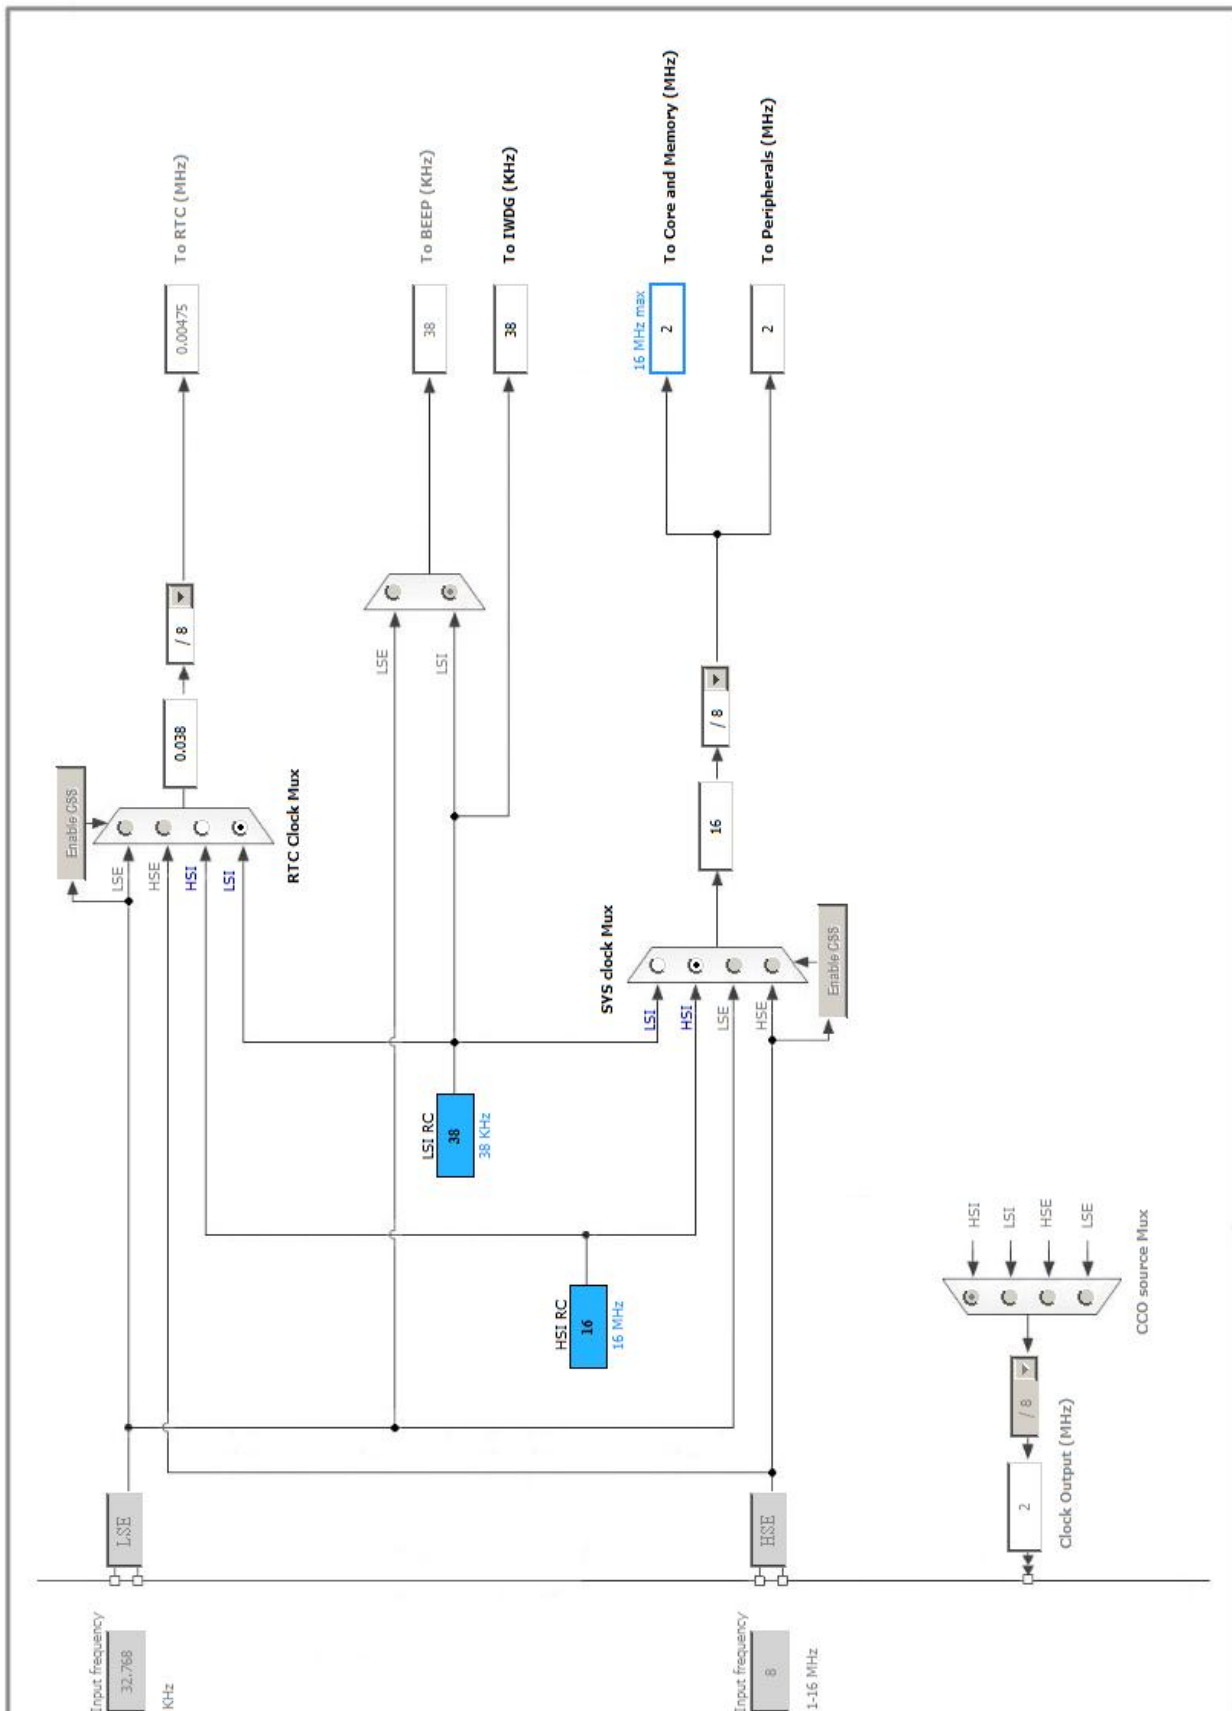 Input frequency
32.768
KHz
LSE
LSE
HSE
HSI
LSI
Enable CSS
RTC Clock Mux
0.038
/ 8
0.00475
To RTC (MHz)
LSE
LSI
38
To BEEP (KHz)
38
To IWDG (KHz)
LSI RC
38
38 KHz
HSI RC
16
16 MHz
SYS clock Mux
LSI
HSI
LSE
HSE
Enable CSS
16
/ 8
16 MHz max
2
To Core and Memory (MHz)
2
To Peripherals (MHz)
Input frequency
8
1-16 MHz
HSE
2
Clock Output (MHz)
/ 8
HSI
LSI
HSE
LSE
CCO source Mux